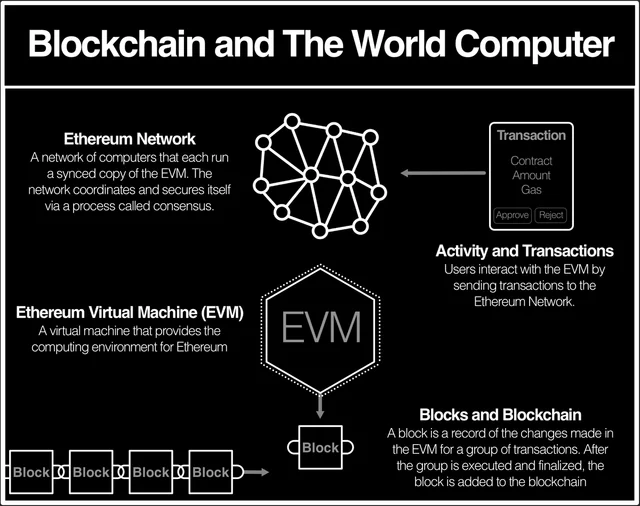 Blockchain and The World Computer
Ethereum Network
A network of computers that each run
a synced copy of the EVM. The
network coordinates and secures itself
via a process called consensus.
Transaction
Contract
Amount
Gas
Approve Reject
Activity and Transactions
Users interact with the EVM by
sending transactions to the
Ethereum Network.
Ethereum Virtual Machine (EVM)
A virtual machine that provides the
computing environment for Ethereum
EVM
Blocks and Blockchain
A block is a record of the changes made in
the EVM for a group of transactions. After
the group is executed and finalized, the
block is added to the blockchain
Block
Block Block Block Block